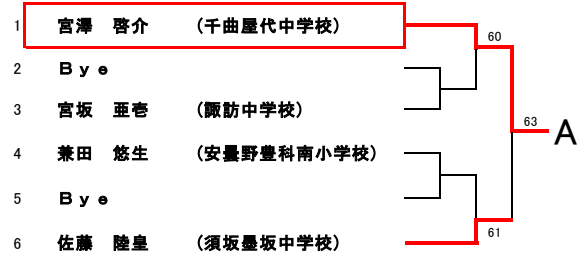 1 宮澤 啓介 (千曲屋代中学校)
60
2 Bye
3 宮坂 亜壱 (諏訪中学校)
63
A
4 兼田 悠生 (安曇野豊科南小学校)
5 Bye
61
6 佐藤 陸皇 (須坂墨坂中学校)